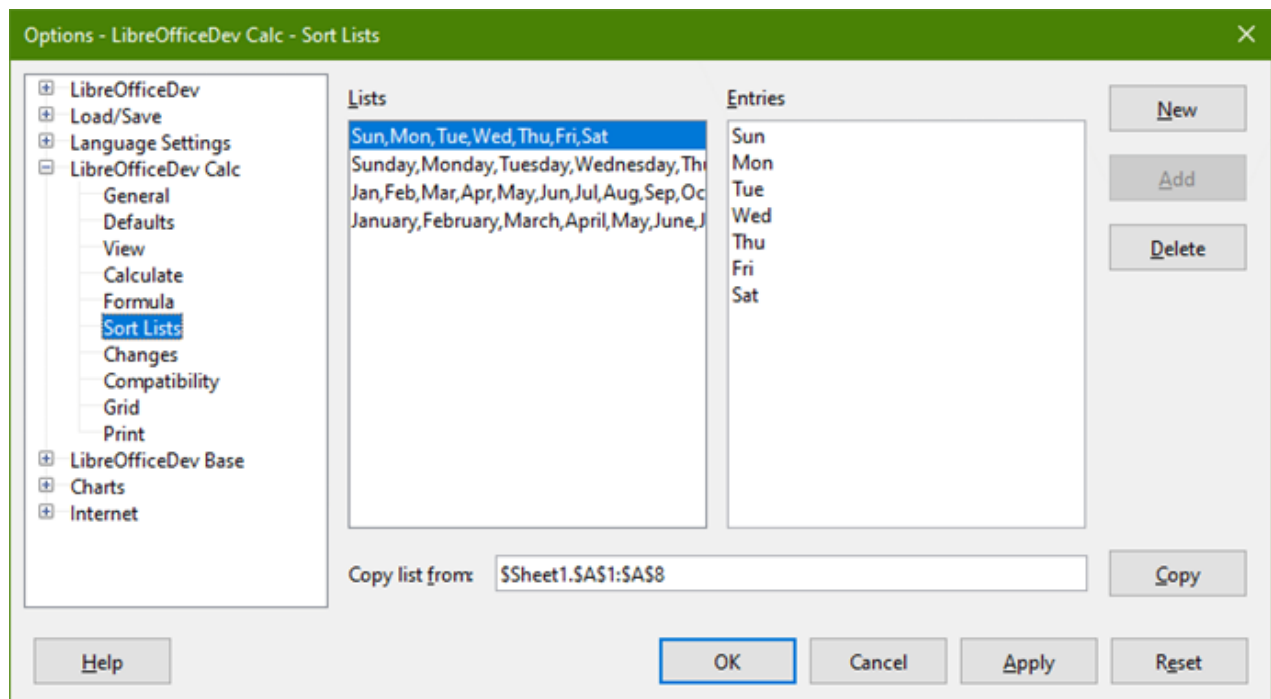 Options - LibreOfficeDev Calc - Sort Lists
LibreOfficeDev
Load/Save
Language Settings
LibreOfficeDev Calc
General
Defaults
View
Calculate
Formula
Sort Lists
Changes
Compatibility
Grid
Print
LibreOfficeDev Base
Charts
Internet
Lists
Sun,Mon,Tue,Wed,Thu,Fri,Sat
Sunday,Monday,Tuesday,Wednesday,Thu
Jan,Feb,Mar,Apr,May,Jun,Jul,Aug,Sep,Oc
January,February,March,April,May,June,J
Entries
Sun
Mon
Tue
Wed
Thu
Fri
Sat
New
Add
Delete
Copy list from: $Sheet1.$A$1:$A$8 Copy
Help OK Cancel Apply Reset